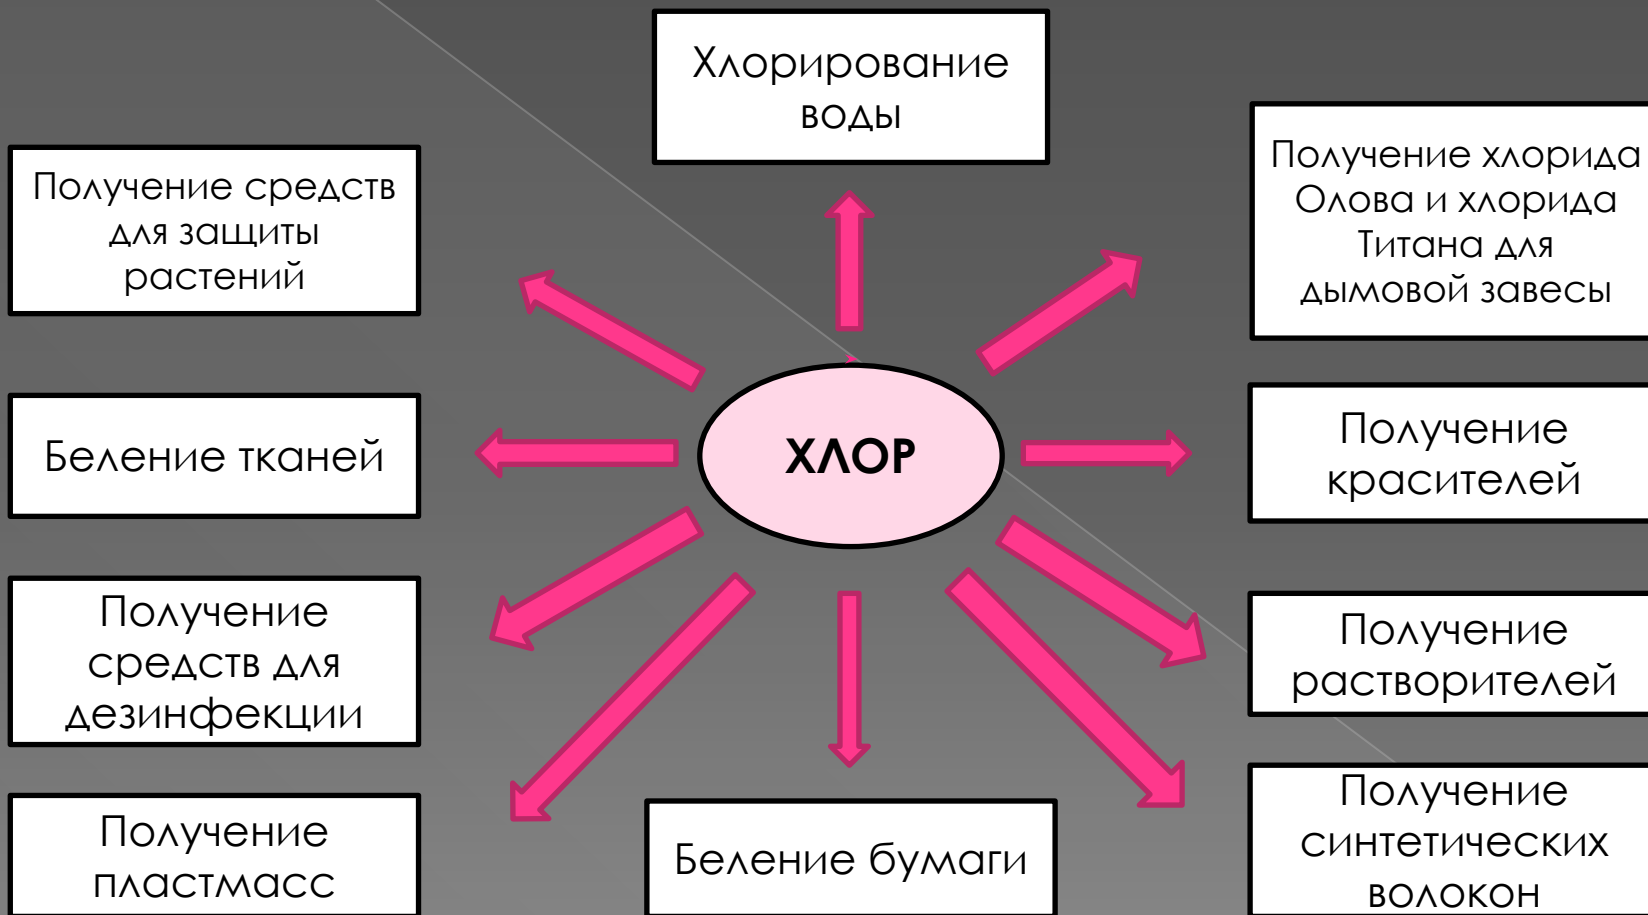 Хлорирование
воды
Получение средств
для защиты
растений
Получение хлорида
Олова и хлорида
Титана для
дымовой завесы
Беление тканей
ХЛОР
Получение
красителей
Получение
средств для
дезинфекции
Получение
растворителей
Получение
пластмасс
Беление бумаги
Получение
синтетических
волокон